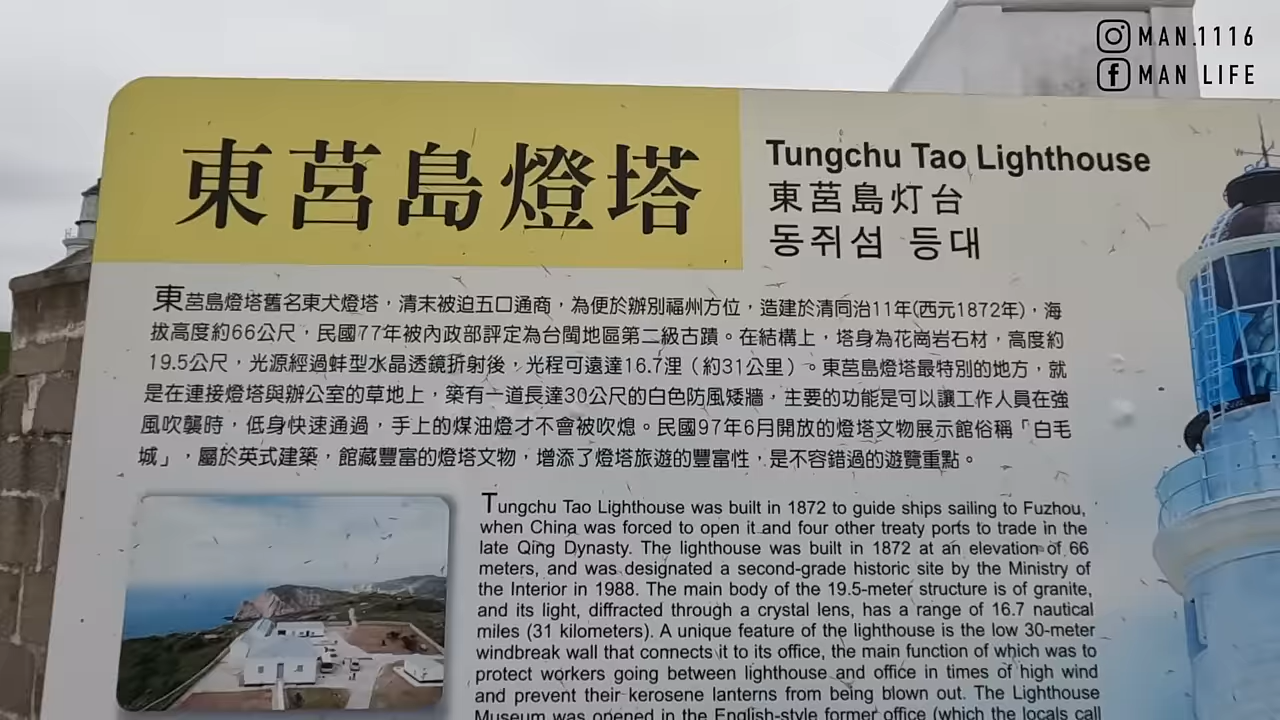 MAN.1116
MAN LIFE
東莒島燈塔
Tungchu Tao Lighthouse
東莒島灯台
동쥐섬 등대
東莒島燈塔舊名東犬燈塔，清末被迫五口通商，為便於辦別福州方位，造建於清同治11年(西元1872年)，海
拔高度約66公尺，民國77年被內政部評定為台閩地區第二級古蹟。在結構上，塔身為花崗岩石材，高度約
19.5公尺，光源經過蚌型水晶透鏡折射後，光程可遠達16.7浬（約31公里）。東莒島燈塔最特別的地方，就
是在連接燈塔與辦公室的草地上，築有一道長達30公尺的白色防風矮牆，主要的功能是可以讓工作人員在強
風吹襲時，低身快速通過，手上的煤油燈才不會被吹熄。民國97年6月開放的燈塔文物展示館俗稱「白毛
城」，屬於英式建築，館藏豐富的燈塔文物，增添了燈塔旅遊的豐富性，是不容錯過的遊覽重點。
Tungchu Tao Lighthouse was built in 1872 to guide ships sailing to Fuzhou,
when China was forced to open it and four other treaty ports to trade in the
late Qing Dynasty. The lighthouse was built in 1872 at an elevation of 66
meters, and was designated a second-grade historic site by the Ministry of
the Interior in 1988. The main body of the 19.5-meter structure is of granite,
and its light, diffracted through a crystal lens, has a range of 16.7 nautical
miles (31 kilometers). A unique feature of the lighthouse is the low 30-meter
windbreak wall that connects it to its office, the main function of which was to
protect workers going between lighthouse and office in times of high wind
and prevent their kerosene lanterns from being blown out. The Lighthouse
Museum was opened in the English-style former office (which the locals call